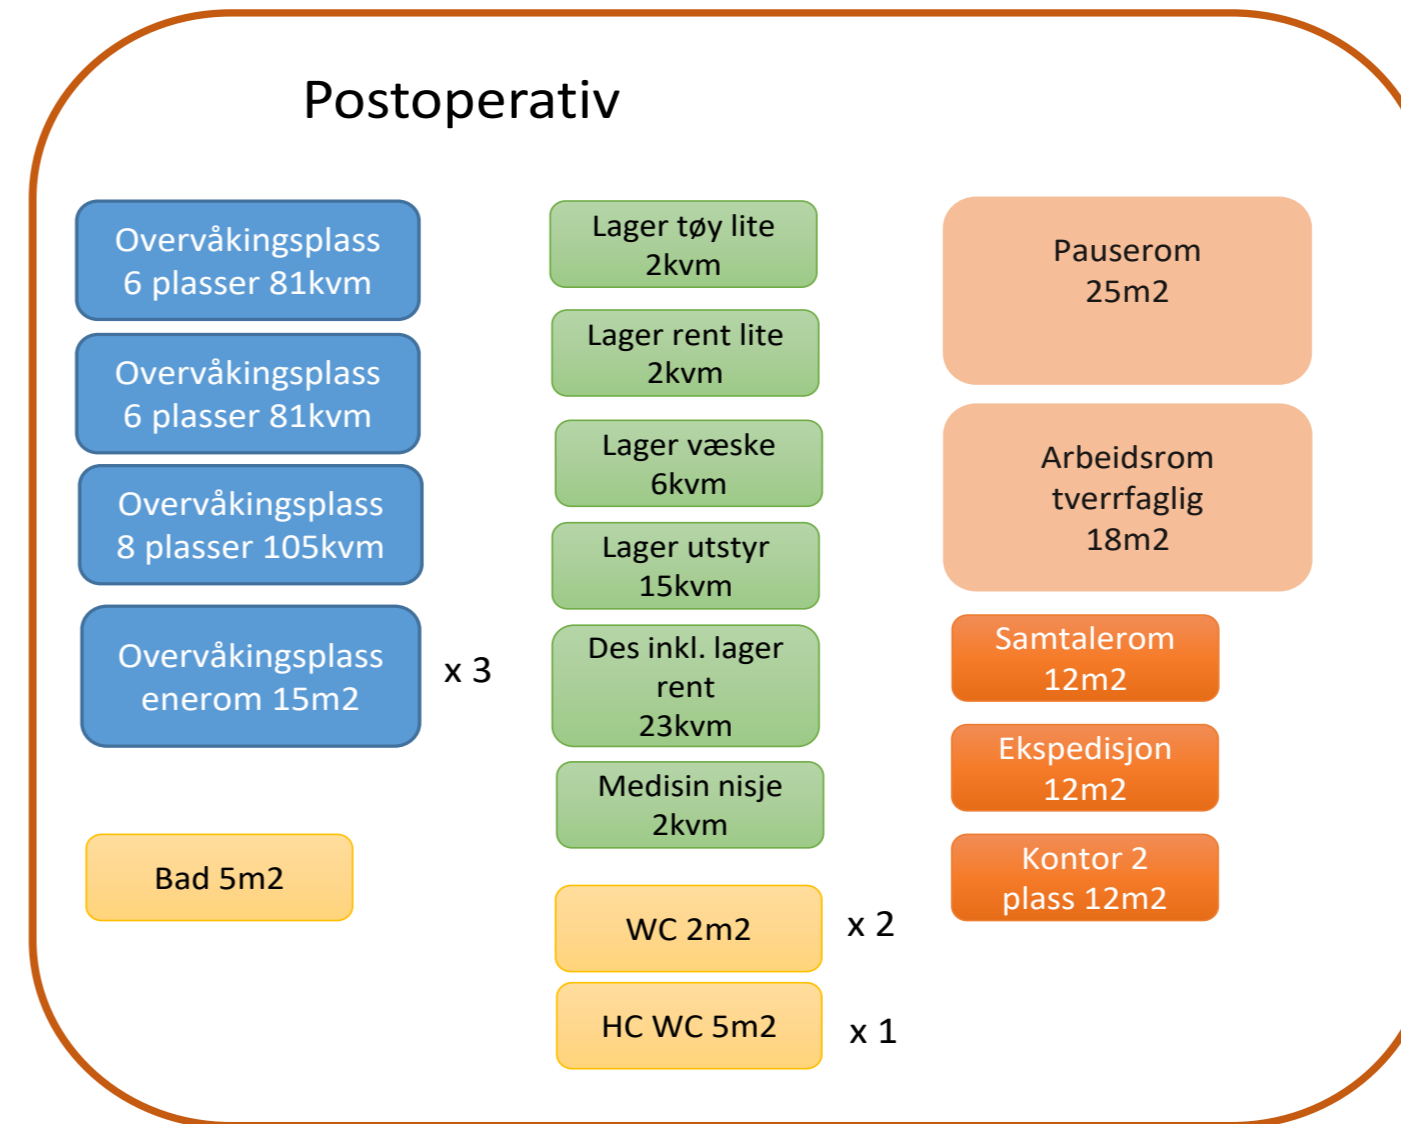 Postoperativ
Overvåkingsplass
6 plasser 81kvm
Overvåkingsplass
6 plasser 81kvm
Overvåkingsplass
8 plasser 105kvm
Overvåkingsplass
enerom 15m2
x 3
Bad 5m2
Lager tøy lite
2kvm
Lager rent lite
2kvm
Lager væske
6kvm
Lager utstyr
15kvm
Des inkl. lager
rent
23kvm
Medisin nisje
2kvm
WC 2m2
x 2
HC WC 5m2
x 1
Pauserom
25m2
Arbeidsrom
tverrfaglig
18m2
Samtalerom
12m2
Ekspedisjon
12m2
Kontor 2
plass 12m2